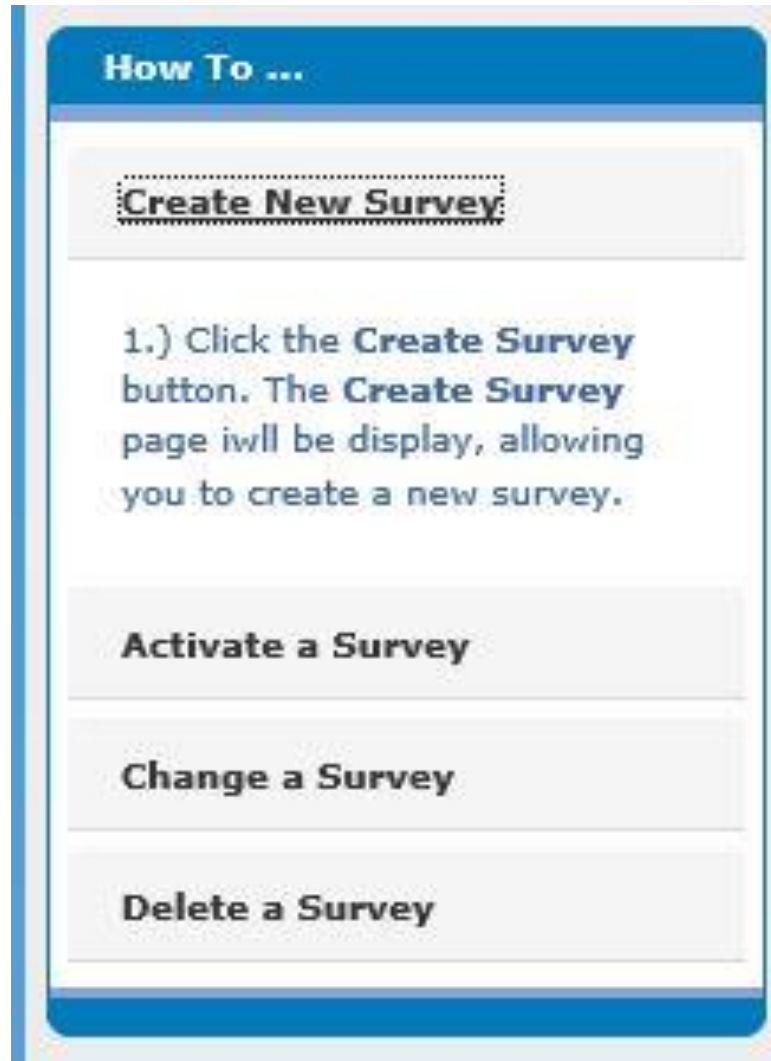 How To ...
Create New Survey
1.) Click the Create Survey
button. The Create Survey
page iwll be display, allowing
you to create a new survey.
Activate a Survey
Change a Survey
Delete a Survey